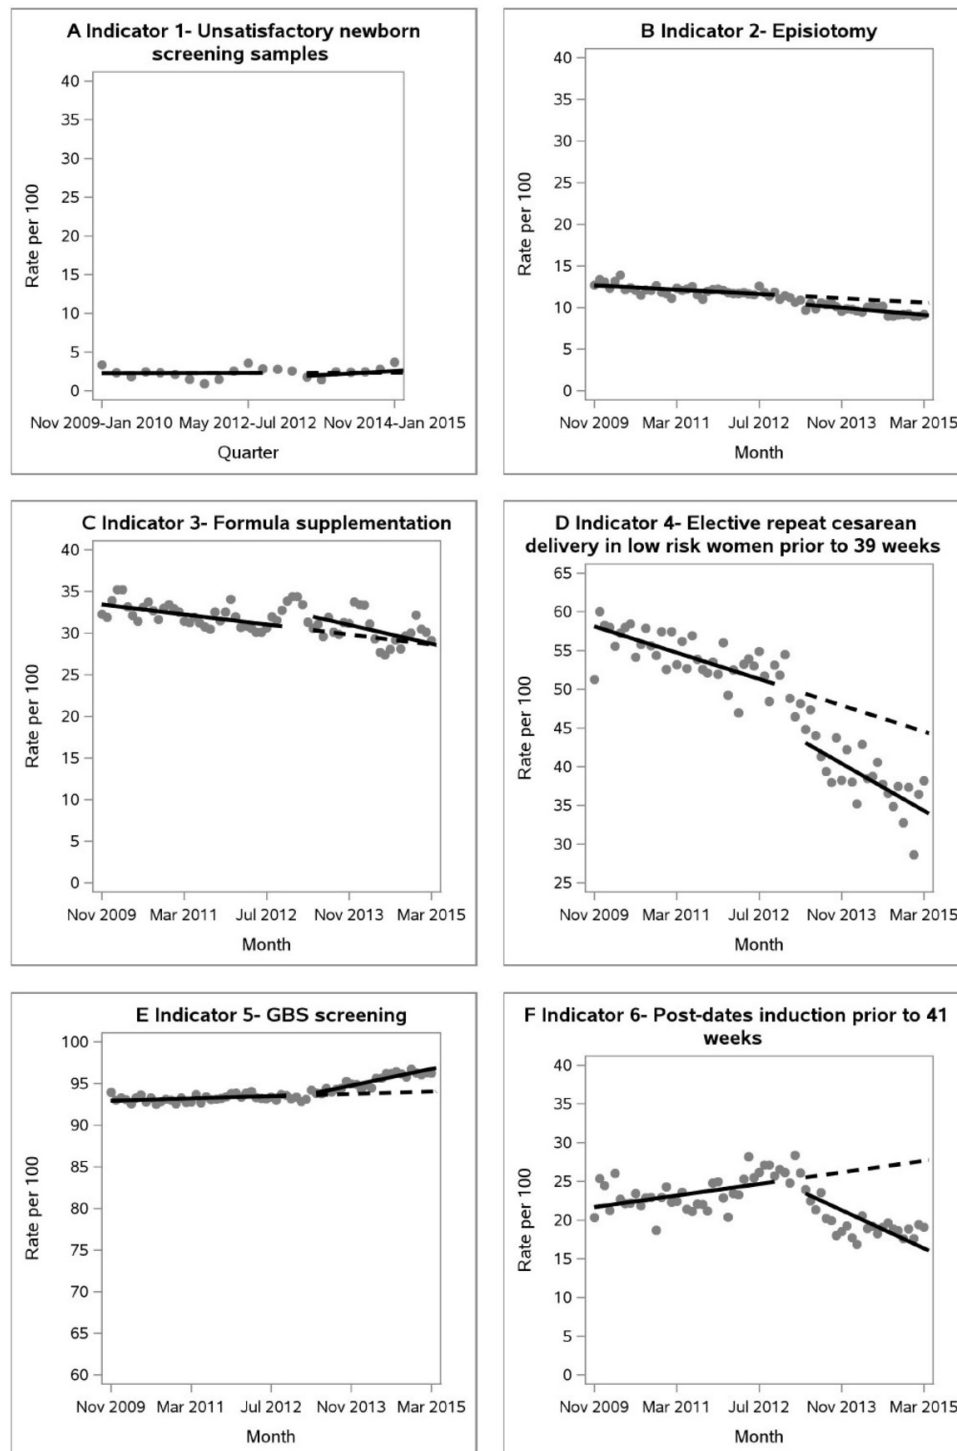 A Indicator 1- Unsatisfactory newborn
screening samples
40
35
30
25
20
15
10
5
0
Rate per 100
Nov 2009-Jan 2010 May 2012-Jul 2012 Nov 2014-Jan 2015
Quarter
B Indicator 2- Episiotomy
40
35
30
25
20
15
10
5
0
Rate per 100
Nov 2009 Mar 2011 Jul 2012 Nov 2013 Mar 2015
Month
C Indicator 3- Formula supplementation
40
35
30
25
20
15
10
5
0
Rate per 100
Nov 2009 Mar 2011 Jul 2012 Nov 2013 Mar 2015
Month
D Indicator 4- Elective repeat cesarean
delivery in low risk women prior to 39 weeks
65
60
55
50
45
40
35
30
25
Rate per 100
Nov 2009 Mar 2011 Jul 2012 Nov 2013 Mar 2015
Month
E Indicator 5- GBS screening
100
95
90
85
80
75
70
65
60
Rate per 100
Nov 2009 Mar 2011 Jul 2012 Nov 2013 Mar 2015
Month
F Indicator 6- Post-dates induction prior to 41
weeks
40
35
30
25
20
15
10
5
0
Rate per 100
Nov 2009 Mar 2011 Jul 2012 Nov 2013 Mar 2015
Month